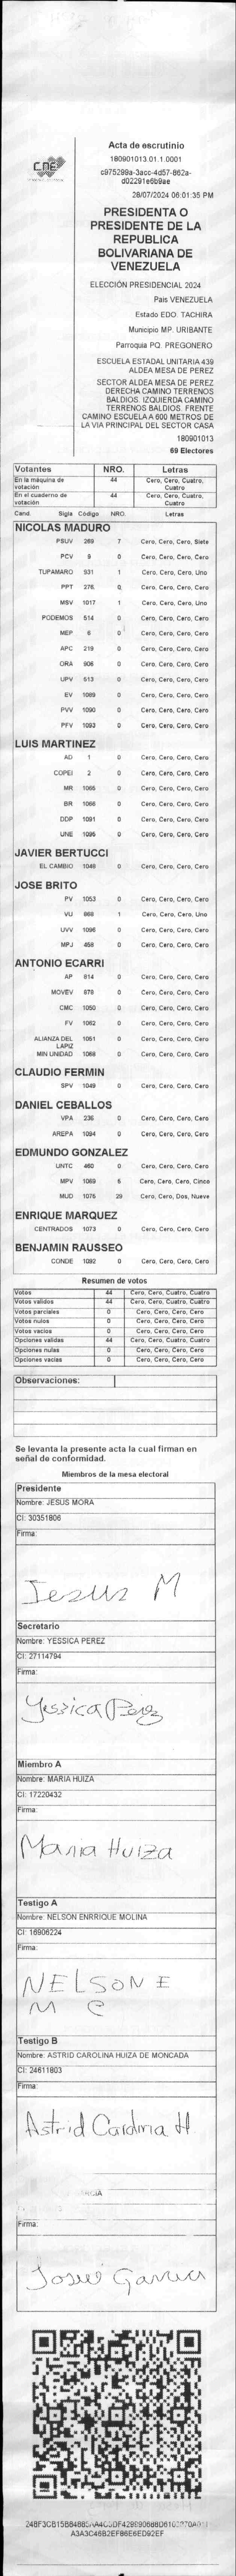 Acta de escrutinio
180901013.01.1.0001
c975299a-3acc-4d57-862a-
d02291e6b9ae
28/07/2024 06:01:35 PM
CNE
PRESIDENTA O
PRESIDENTE DE LA
REPUBLICA
BOLIVARIANA DE
VENEZUELA
ELECCIÓN PRESIDENCIAL 2024
Pais VENEZUELA
Estado EDO. TACHIRA
Municipio MP. URIBANTE
Parroquia PQ. PREGONERO
ESCUELA ESTADAL UNITARIA 439
ALDEA MESA DE PEREZ
SECTOR ALDEA MESA DE PEREZ
DERECHA CAMINO TERRENOS
BALDIOS. IZQUIERDA CAMINO
TERRENOS BALDIOS. FRENTE
CAMINO ESCUELA A 600 METROS DE
LA VIA PRINCIPAL DEL SECTOR CASA
180901013
69 Electores
Votantes NRO. Letras
En la máquina de votación 44 Cero, Cero, Cuatro, Cuatro
En el cuaderno de votación 44 Cero, Cero, Cuatro, Cuatro
Cand. Sigla Código NRO. Letras
NICOLAS MADURO
PSUV 269 7 Cero, Cero, Cero, Siete
PCV 9 0 Cero, Cero, Cero, Cero
TUPAMARO 931 1 Cero, Cero, Cero, Uno
PPT 276 0 Cero, Cero, Cero, Cero
MSV 1017 1 Cero, Cero, Cero, Uno
PODEMOS 514 0 Cero, Cero, Cero, Cero
MEP 6 0 Cero, Cero, Cero, Cero
APC 219 0 Cero, Cero, Cero, Cero
ORA 906 0 Cero, Cero, Cero, Cero
UPV 513 0 Cero, Cero, Cero, Cero
EV 1089 0 Cero, Cero, Cero, Cero
PVV 1090 0 Cero, Cero, Cero, Cero
PFV 1093 0 Cero, Cero, Cero, Cero
LUIS MARTINEZ
AD 1 0 Cero, Cero, Cero, Cero
COPEI 2 0 Cero, Cero, Cero, Cero
MR 1065 0 Cero, Cero, Cero, Cero
BR 1066 0 Cero, Cero, Cero, Cero
DDP 1091 0 Cero, Cero, Cero, Cero
UNE 1095 0 Cero, Cero, Cero, Cero
JAVIER BERTUCCI
EL CAMBIO 1048 0 Cero, Cero, Cero, Cero
JOSE BRITO
PV 1053 0 Cero, Cero, Cero, Cero
VU 868 1 Cero, Cero, Cero, Uno
UVV 1096 0 Cero, Cero, Cero, Cero
MPJ 458 0 Cero, Cero, Cero, Cero
ANTONIO ECARRI
AP 814 0 Cero, Cero, Cero, Cero
MOVEV 879 0 Cero, Cero, Cero, Cero
CMC 1050 0 Cero, Cero, Cero, Cero
FV 1062 0 Cero, Cero, Cero, Cero
ALIANZA DEL LAPIZ 1051 0 Cero, Cero, Cero, Cero
MIN UNIDAD 1088 0 Cero, Cero, Cero, Cero
CLAUDIO FERMIN
SPV 1049 0 Cero, Cero, Cero, Cero
DANIEL CEBALLOS
VPA 236 0 Cero, Cero, Cero, Cero
AREPA 1094 0 Cero, Cero, Cero, Cero
EDMUNDO GONZALEZ
UNTC 460 0 Cero, Cero, Cero, Cero
MPV 1069 5 Cero, Cero, Cero, Cinco
MUD 1075 29 Cero, Cero, Dos, Nueve
ENRIQUE MARQUEZ
CENTRADOS 1073 0 Cero, Cero, Cero, Cero
BENJAMIN RAUSSEO
CONDE 1092 0 Cero, Cero, Cero, Cero
Resumen de votos
Votos 44 Cero, Cero, Cuatro, Cuatro
Votos validos 44 Cero, Cero, Cuatro, Cuatro
Votos parciales 0 Cero, Cero, Cero, Cero
Votos nulos 0 Cero, Cero, Cero, Cero
Votos vacios 0 Cero, Cero, Cero, Cero
Opciones validas 44 Cero, Cero, Cuatro, Cuatro
Opciones nulas 0 Cero, Cero, Cero, Cero
Opciones vacias 0 Cero, Cero, Cero, Cero
Observaciones:
Se levanta la presente acta la cual firman en
señal de conformidad.
Miembros de la mesa electoral
Presidente
Nombre: JESUS MORA
CI: 30351806
Firma:
Jesus M
Secretario
Nombre: YESSICA PEREZ
CI: 27114794
Firma:
Yessica Perez
Miembro A
Nombre: MARIA HUIZA
CI: 17220432
Firma:
Maria Huiza
Testigo A
Nombre: NELSON ENRRIQUE MOLINA
CI: 16906224
Firma:
NELSON E
M C
Testigo B
Nombre: ASTRID CAROLINA HUIZA DE MONCADA
CI: 24611803
Firma:
Astrid Carolina H
Firma:
Josue Garcia
A3A3C46B2EF86E6ED92EF